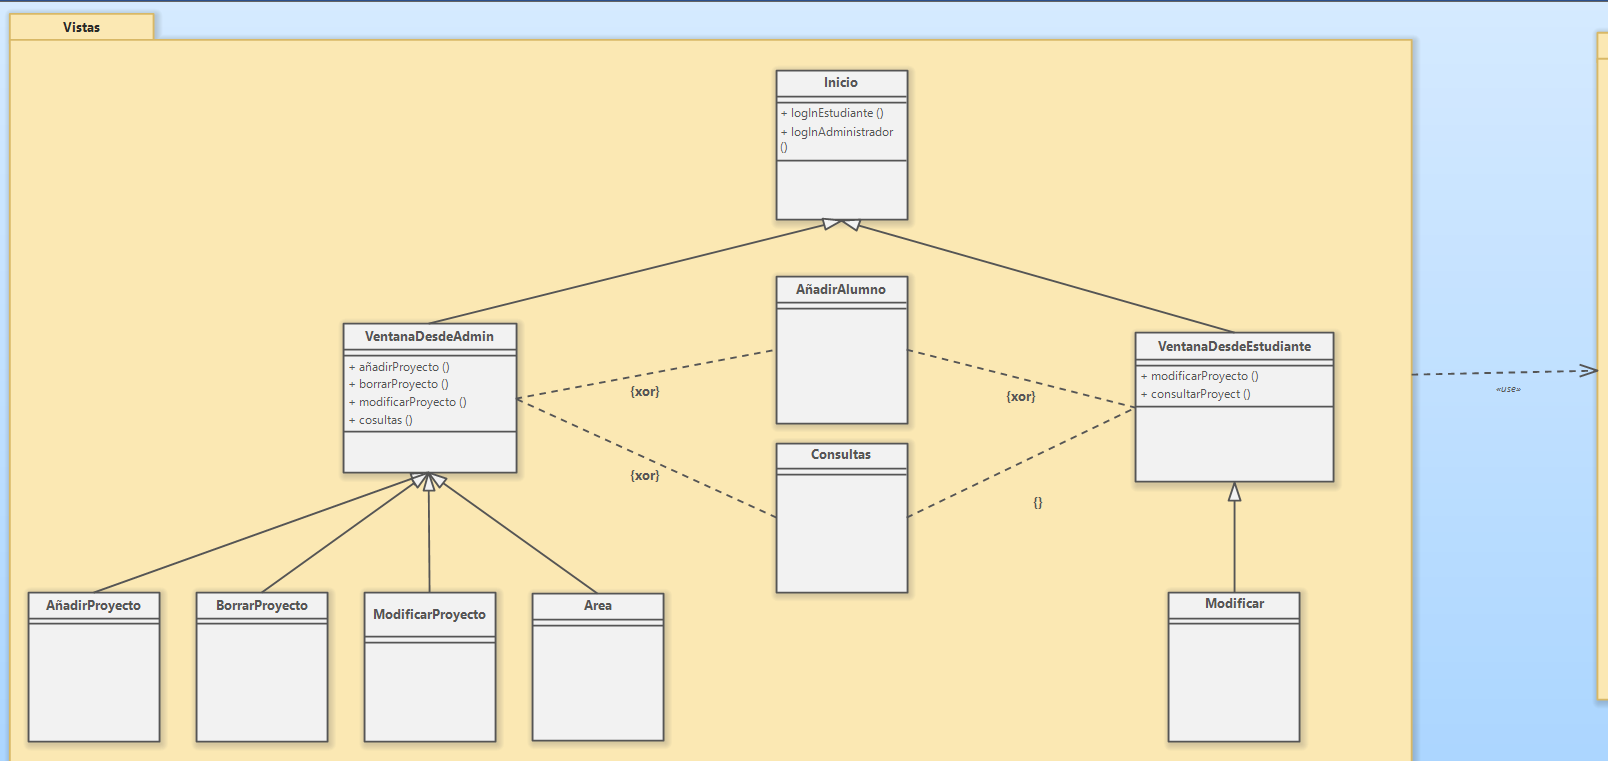 Vistas
Inicio
+ logInEstudiante ()
+ logInAdministrador
()
AñadirAlumno
VentanaDesdeAdmin
+ añadirProyecto ()
+ borrarProyecto ()
+ modificarProyecto ()
+ cosultas ()
VentanaDesdeEstudiante
+ modificarProyecto ()
+ consultarProyect ()
{xor}
{xor}
«use»
Consultas
{xor}
{}
AñadirProyecto
BorrarProyecto
ModificarProyecto
Area
Modificar